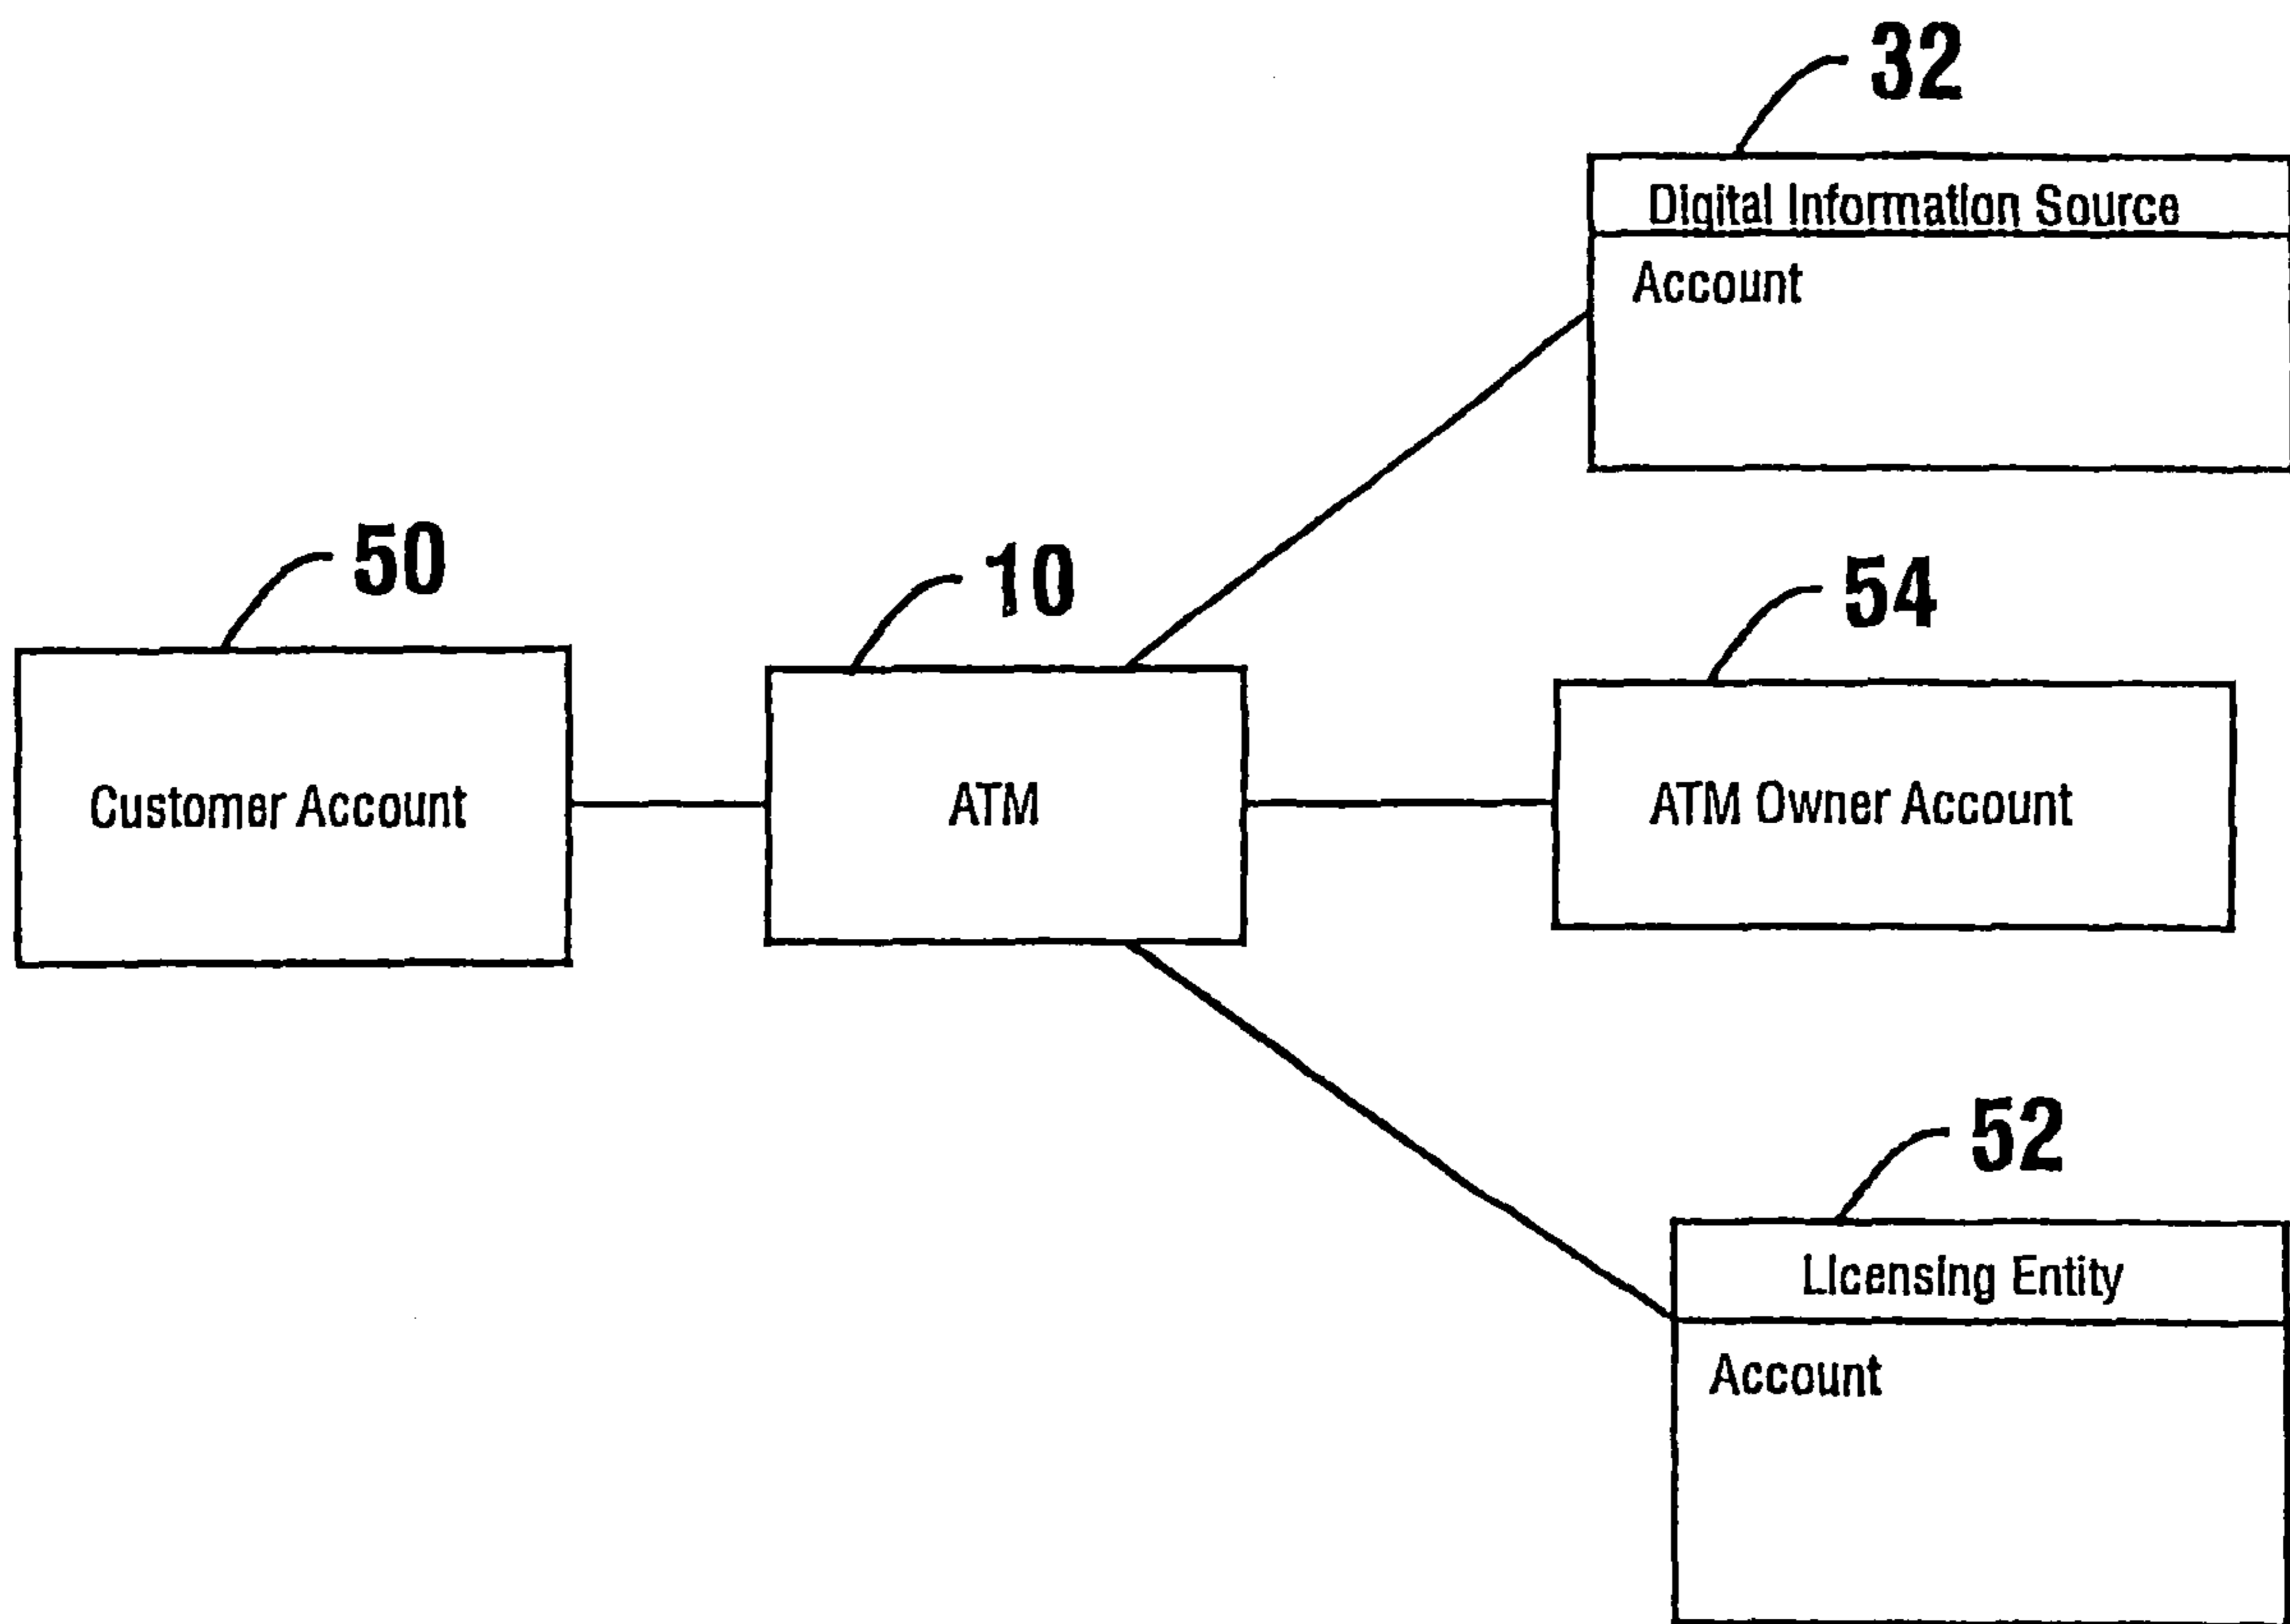 32
Digital Information Source
Account
50
10
54
Customer Account
ATM
ATM Owner Account
52
Licensing Entity
Account